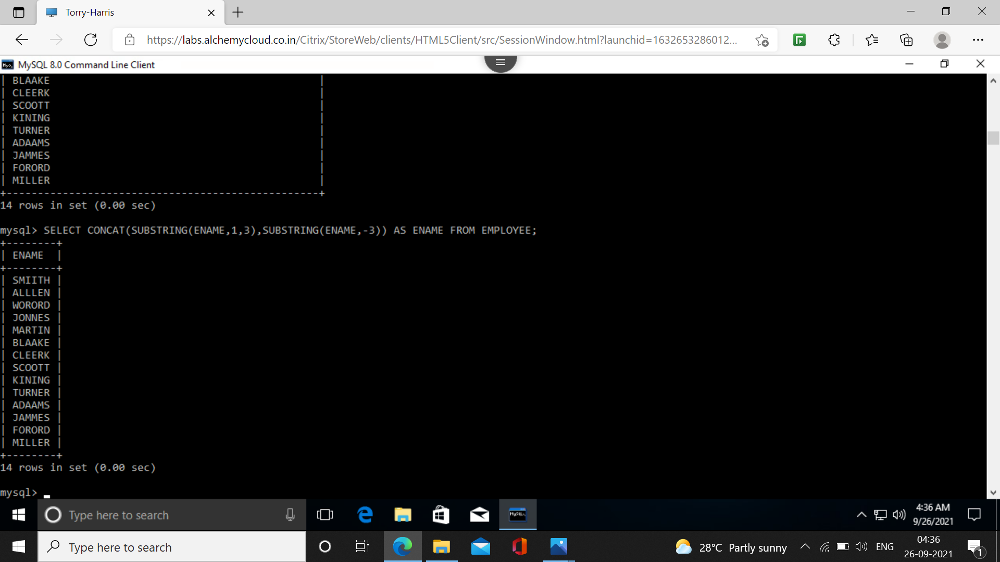 Torry-Harris
https://labs.alchemycloud.co.in/Citrix/StoreWeb/clients/HTML5Client/src/SessionWindow.html?launchid=1632653286012...
MySQL 8.0 Command Line Client
| BLAAKE |
| CLEERK |
| SCOOTT |
| KINING |
| TURNER |
| ADAAMS |
| JAMMES |
| FORORD |
| MILLER |
+--------------------------------------------------+
14 rows in set (0.00 sec)
mysql> SELECT CONCAT(SUBSTRING(ENAME,1,3),SUBSTRING(ENAME,-3)) AS ENAME FROM EMPLOYEE;
+--------+
| ENAME |
+--------+
| SMIITH |
| ALLLEN |
| WORORD |
| JONNES |
| MARTIN |
| BLAAKE |
| CLEERK |
| SCOOTT |
| KINING |
| TURNER |
| ADAAMS |
| JAMMES |
| FORORD |
| MILLER |
+--------+
14 rows in set (0.00 sec)
mysql>
Type here to search
4:36 AM
9/26/2021
Type here to search
28°C Partly sunny
ENG
04:36
26-09-2021
1